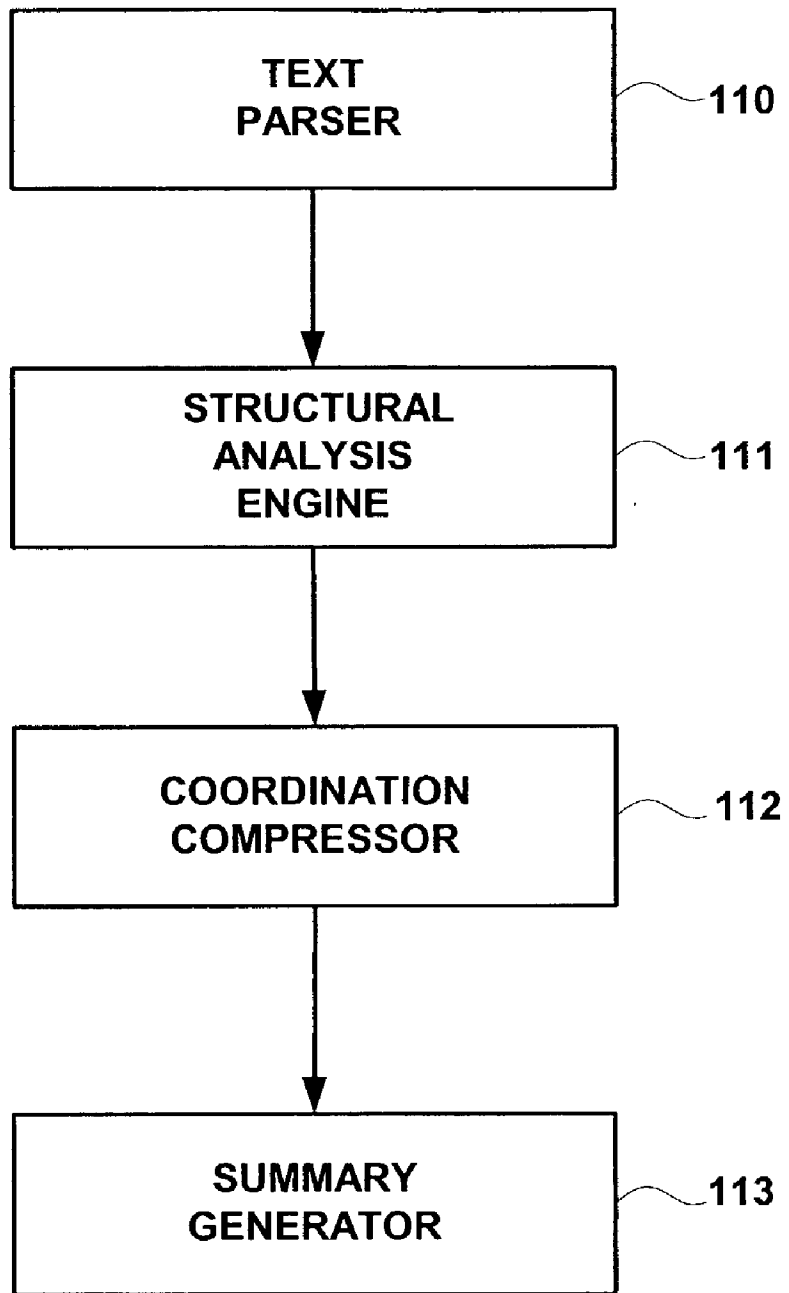 TEXT
PARSER
110
STRUCTURAL
ANALYSIS
ENGINE
111
COORDINATION
COMPRESSOR
112
SUMMARY
GENERATOR
113